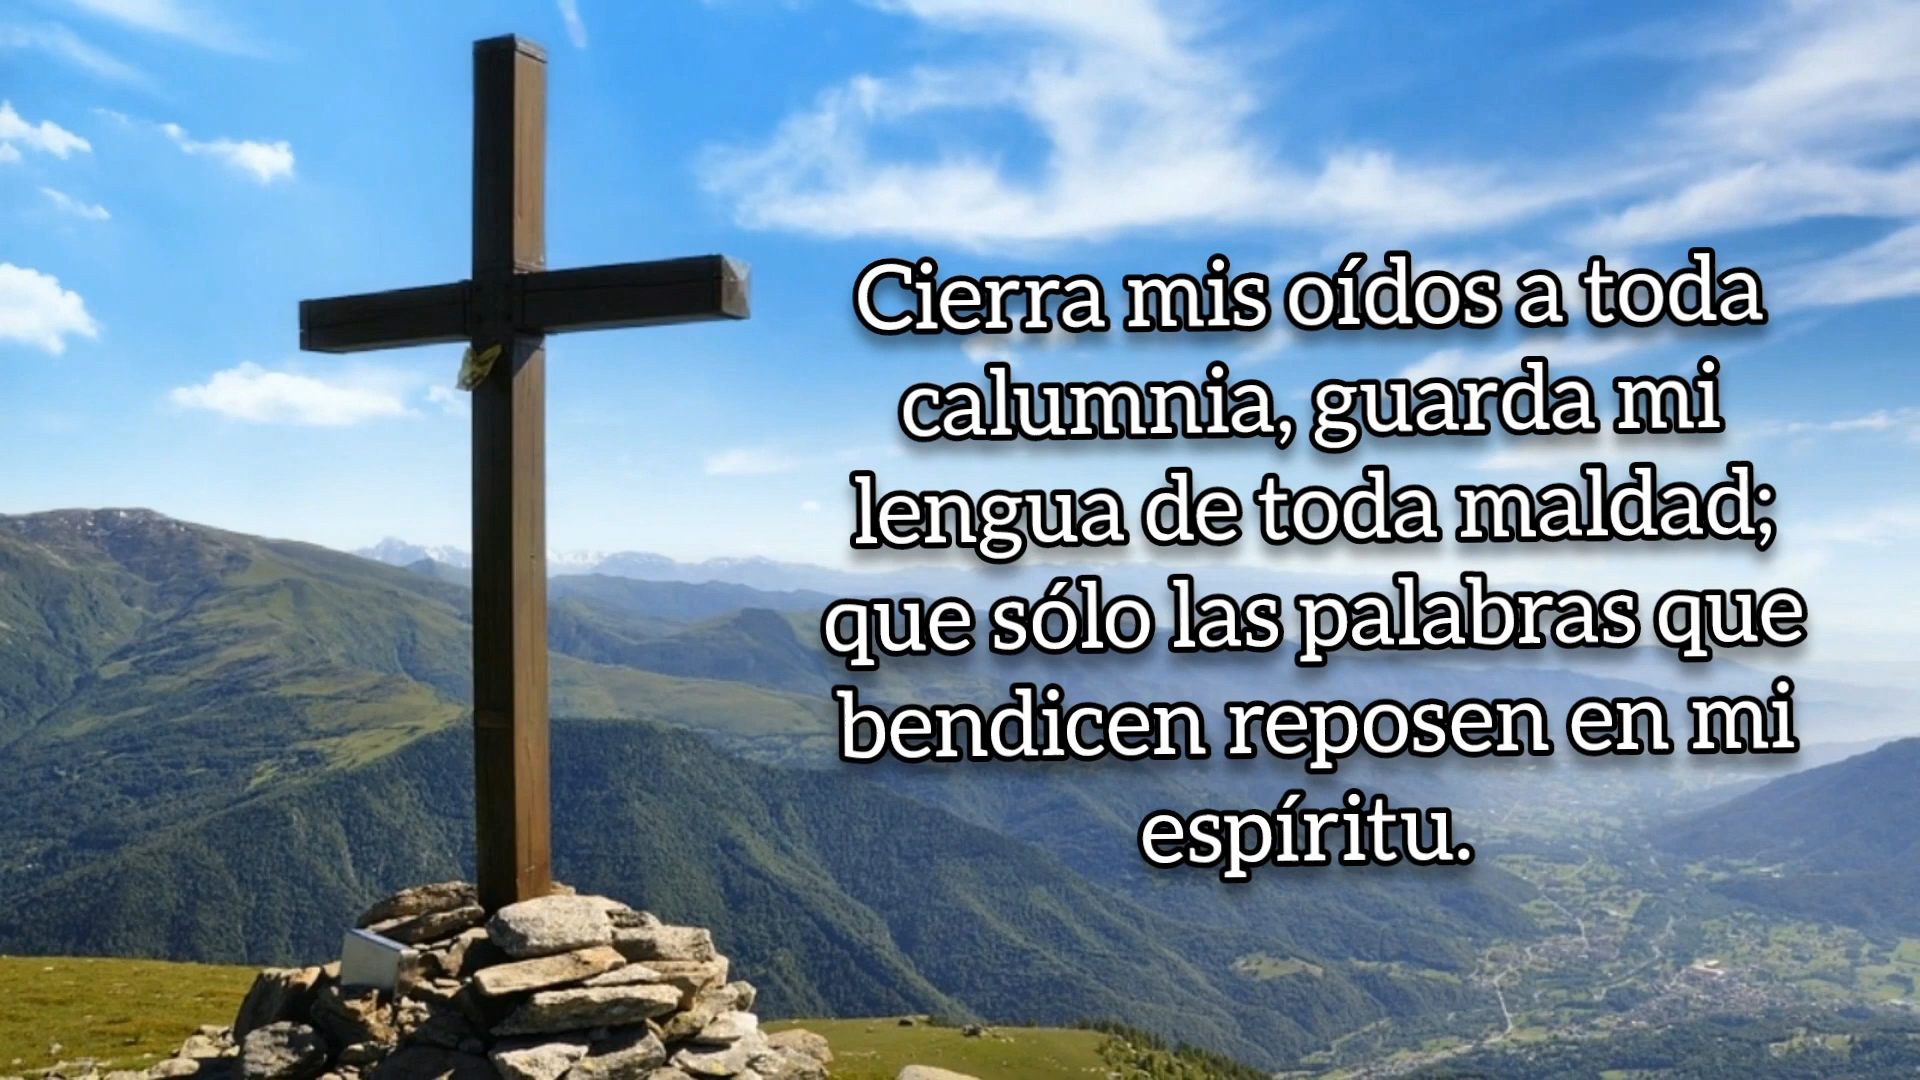 Cierra mis oídos a toda
calumnia, guarda mi
lengua de toda maldad;
que sólo las palabras que
bendicen reposen en mi
espíritu.